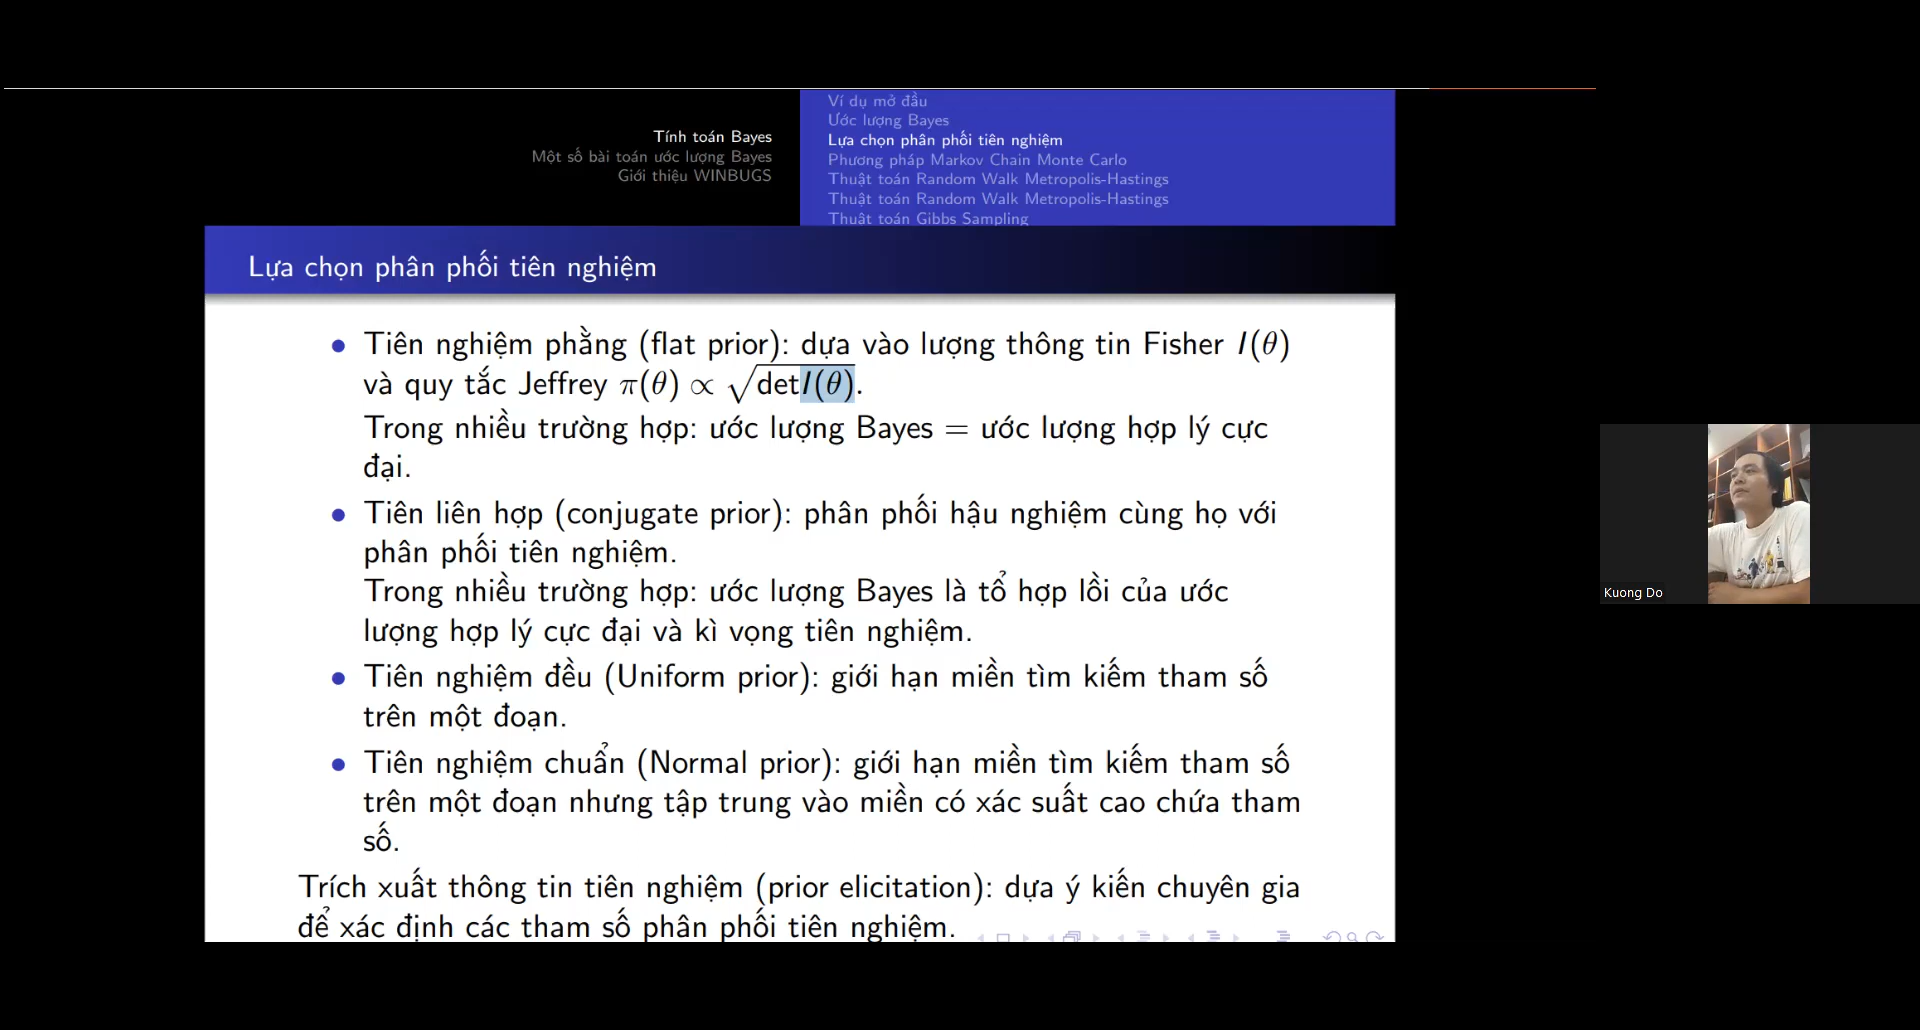 Tính toán Bayes
Một số bài toán ước lượng Bayes
Giới thiệu WINBUGS
Ví dụ mở đầu
Ước lượng Bayes
Lựa chọn phân phối tiên nghiệm
Phương pháp Markov Chain Monte Carlo
Thuật toán Random Walk Metropolis-Hastings
Thuật toán Random Walk Metropolis-Hastings
Thuật toán Gibbs Sampling
Lựa chọn phân phối tiên nghiệm
• Tiên nghiệm phằng (flat prior): dựa vào lượng thông tin Fisher I(θ)
và quy tắc Jeffrey π(θ) ∝ √detI(θ).
Trong nhiều trường hợp: ước lượng Bayes = ước lượng hợp lý cực
đại.
• Tiên liên hợp (conjugate prior): phân phối hậu nghiệm cùng họ với
phân phối tiên nghiệm.
Trong nhiều trường hợp: ước lượng Bayes là tổ hợp lồi của ước
lượng hợp lý cực đại và kì vọng tiên nghiệm.
• Tiên nghiệm đều (Uniform prior): giới hạn miền tìm kiếm tham số
trên một đoạn.
• Tiên nghiệm chuẩn (Normal prior): giới hạn miền tìm kiếm tham số
trên một đoạn nhưng tập trung vào miền có xác suất cao chứa tham
số.
Trích xuất thông tin tiên nghiệm (prior elicitation): dựa ý kiến chuyên gia
để xác định các tham số phân phối tiên nghiệm.
Kuong Do